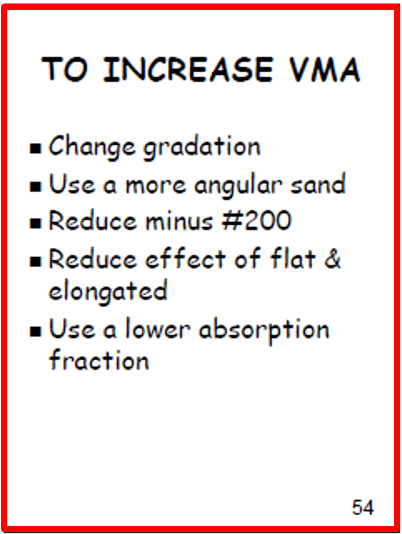 TO INCREASE VMA
▪ Change gradation
▪ Use a more angular sand
▪ Reduce minus #200
▪ Reduce effect of flat &
elongated
▪ Use a lower absorption
fraction
54